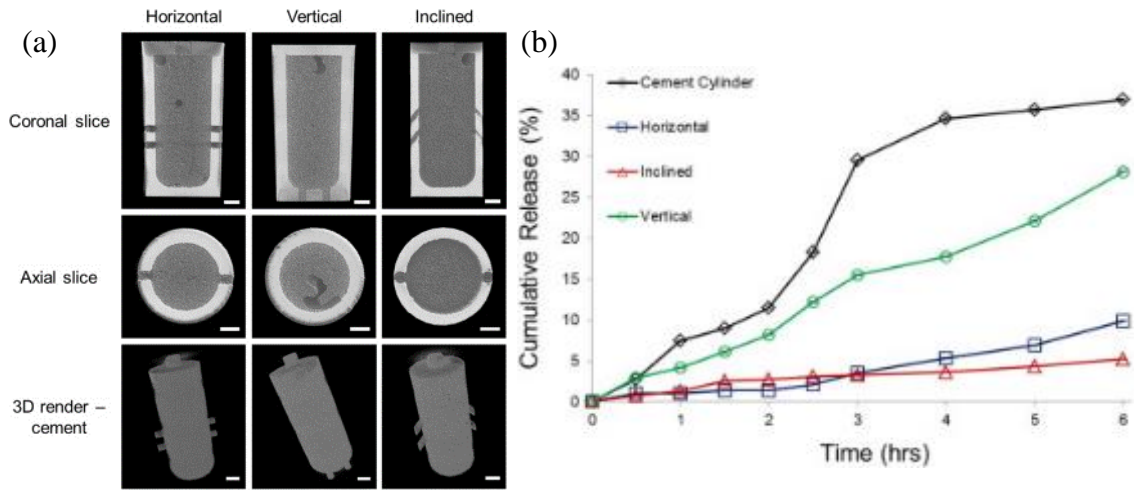 (a)
Horizontal
Vertical
Inclined
Coronal slice
Axial slice
3D render –
cement
(b)
40
35
30
25
20
15
10
5
0
Cumulative Release (%)
Cement Cylinder
Horizontal
Inclined
Vertical
0
1
2
3
4
5
6
Time (hrs)